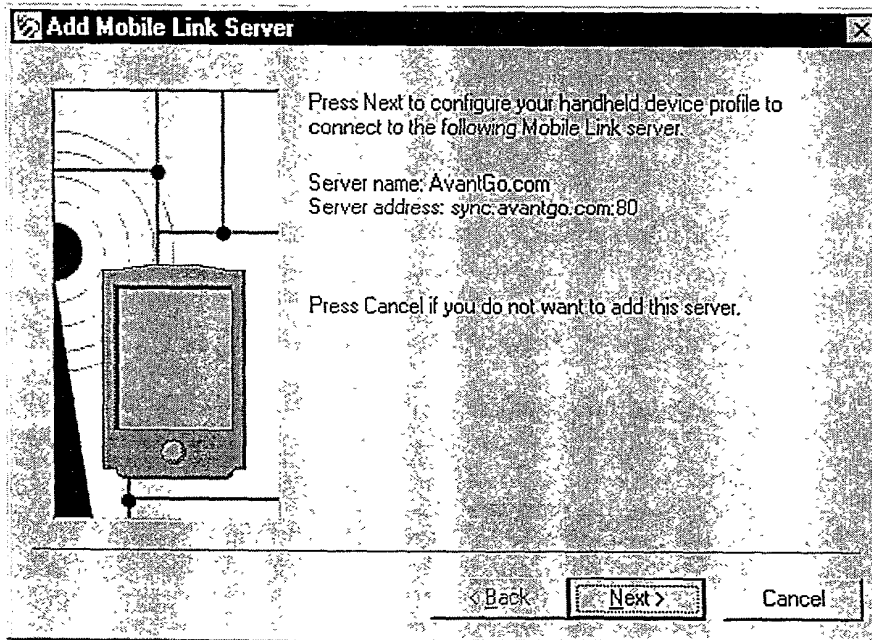 Add Mobile Link Server
Press Next to configure your handheld device profile to
connect to the following Mobile Link server.
Server name: AvantGo.com
Server address: sync.avantgo.com:80
Press Cancel if you do not want to add this server.
< Back
Next >
Cancel